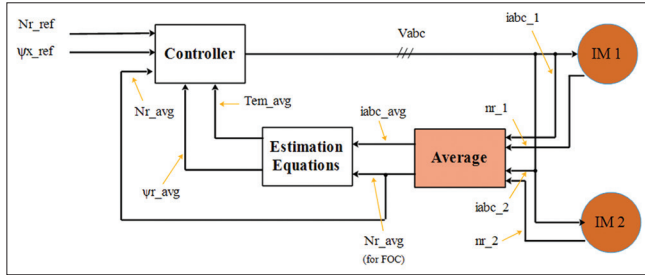 Nr_ref
ψx_ref
Controller
Vabc
iabc_1
IM 1
Nr_avg
Tem_avg
iabc_avg
nr_1
Estimation
Equations
Average
ψr_avg
Nr_avg
(for FOC)
iabc_2
nr_2
IM 2